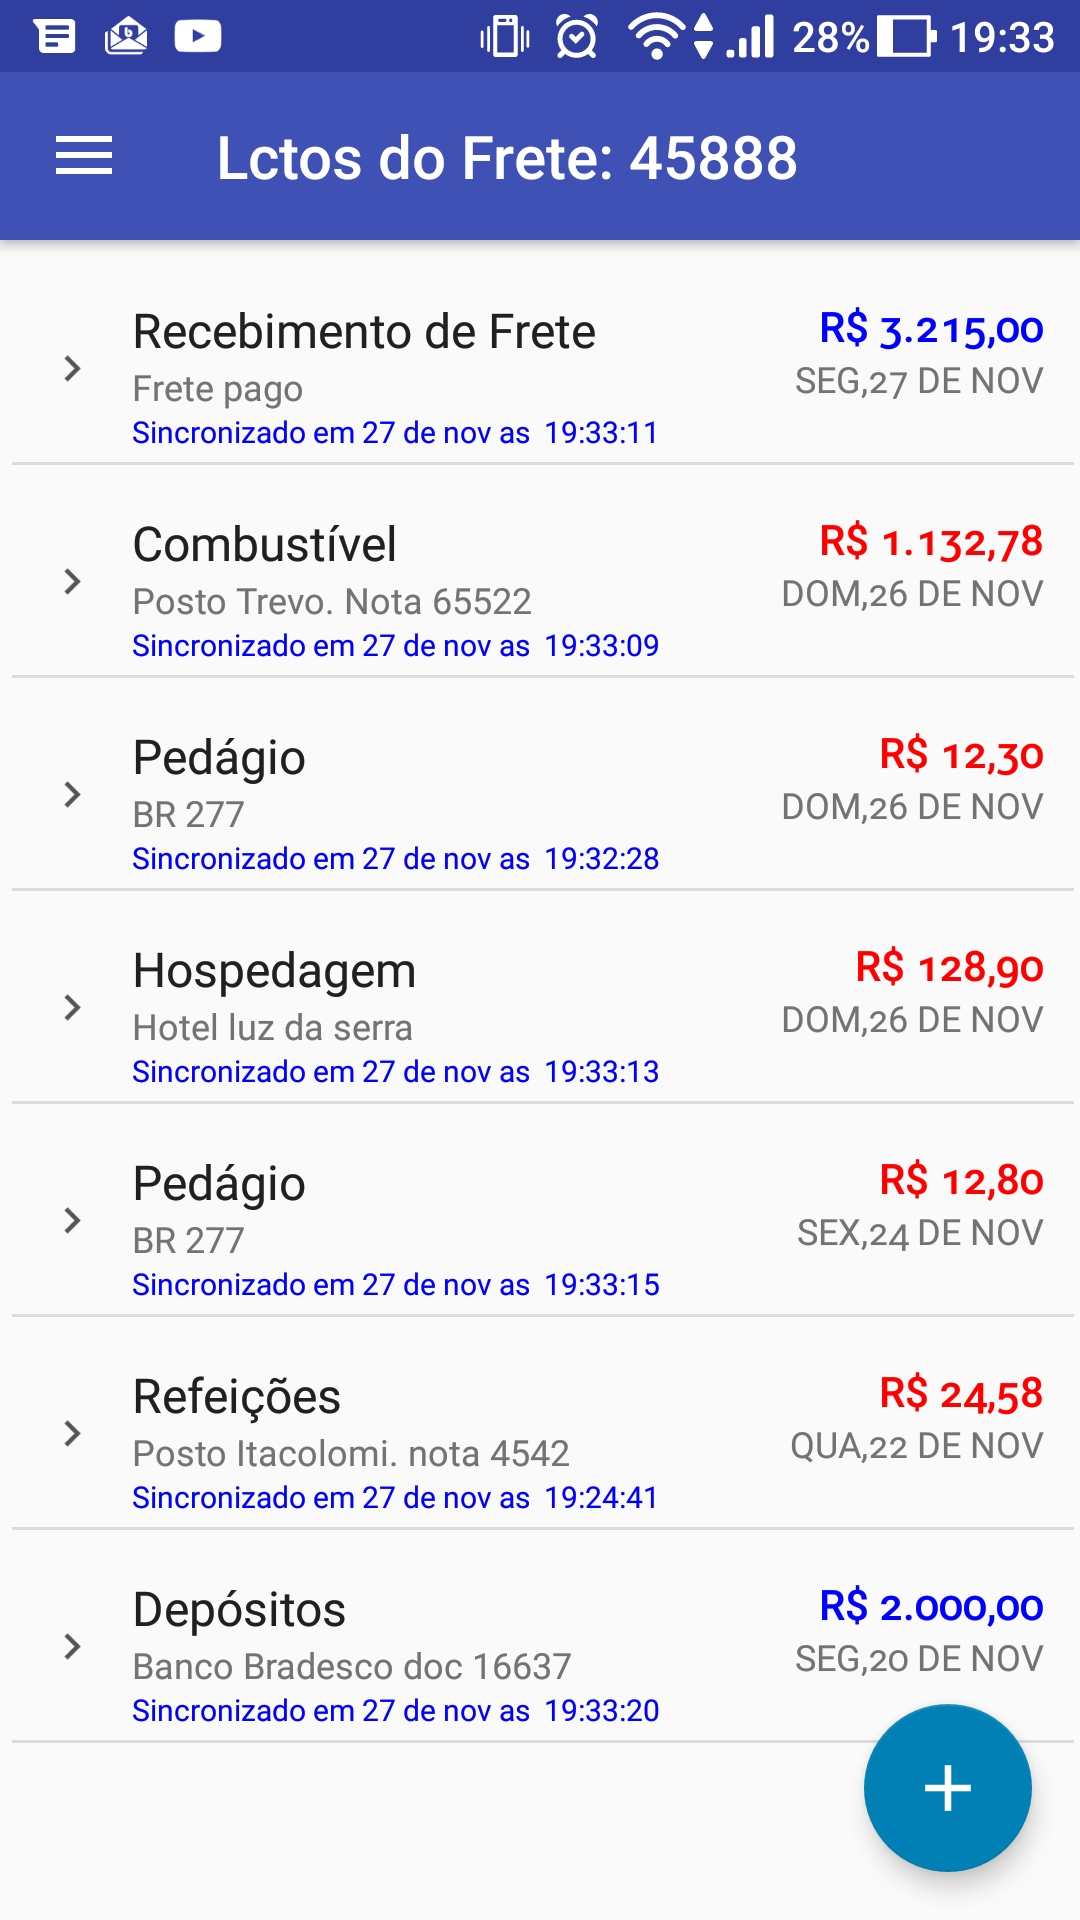 28% 19:33
Lctos do Frete: 45888
Recebimento de Frete R$ 3.215,00
Frete pago SEG,27 DE NOV
Sincronizado em 27 de nov as  19:33:11
Combustível R$ 1.132,78
Posto Trevo. Nota 65522 DOM,26 DE NOV
Sincronizado em 27 de nov as  19:33:09
Pedágio R$ 12,30
BR 277 DOM,26 DE NOV
Sincronizado em 27 de nov as  19:32:28
Hospedagem R$ 128,90
Hotel luz da serra DOM,26 DE NOV
Sincronizado em 27 de nov as  19:33:13
Pedágio R$ 12,80
BR 277 SEX,24 DE NOV
Sincronizado em 27 de nov as  19:33:15
Refeições R$ 24,58
Posto Itacolomi. nota 4542 QUA,22 DE NOV
Sincronizado em 27 de nov as  19:24:41
Depósitos R$ 2.000,00
Banco Bradesco doc 16637 SEG,20 DE NOV
Sincronizado em 27 de nov as  19:33:20